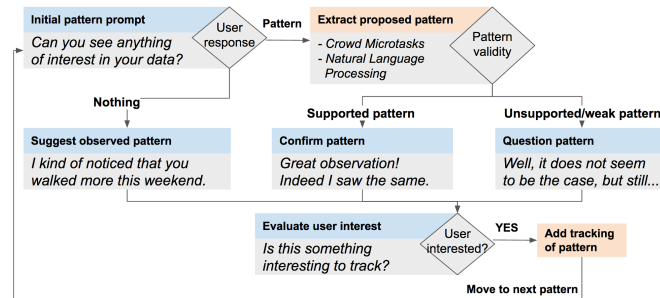 Initial pattern prompt
Can you see anything
of interest in your data?
User
response
Pattern
Extract proposed pattern
- Crowd Microtasks
- Natural Language
Processing
Pattern
validity
Nothing
Supported pattern
Unsupported/weak pattern
Suggest observed pattern
I kind of noticed that you
walked more this weekend.
Confirm pattern
Great observation!
Indeed I saw the same.
Question pattern
Well, it does not seem
to be the case, but still...
Evaluate user interest
Is this something
interesting to track?
User
interested?
YES
Add tracking
of pattern
Move to next pattern